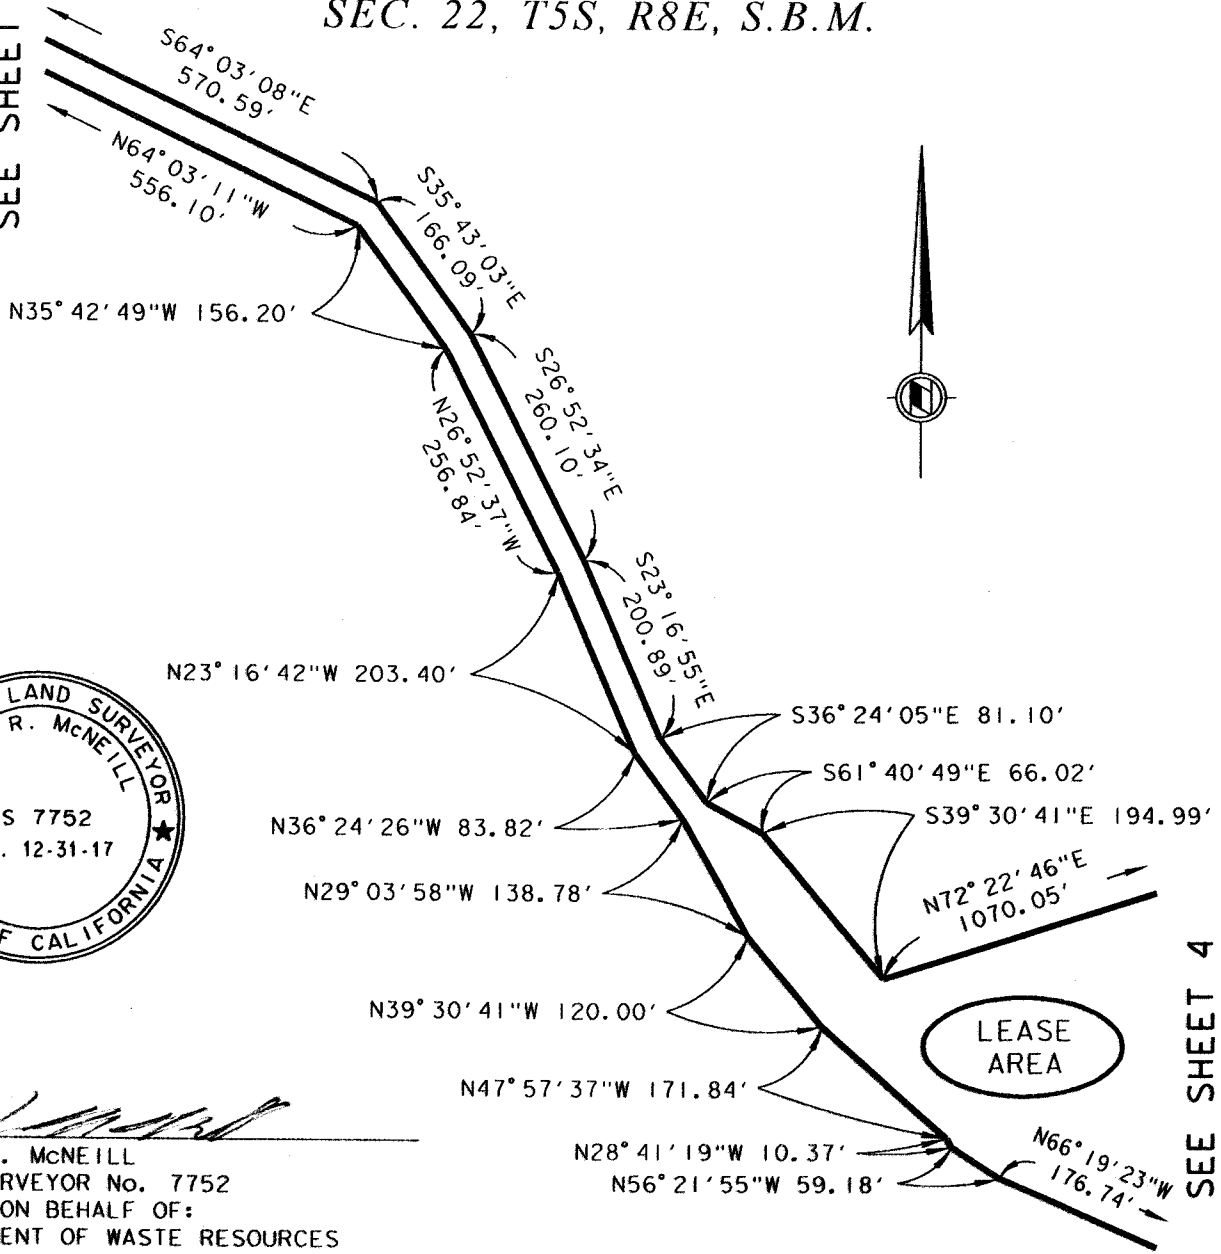 SEC. 22, T5S, R8E, S.B.M.
SEE SHEET
S64°03'08"E
570.59'
N64°03'11"W
556.10'
S35°43'03"E
166.09'
N35°42'49"W 156.20'
S26°52'34"E
260.10'
N26°52'37"W
256.84'
S23°16'55"E
200.89'
N23°16'42"W 203.40'
S36°24'05"E 81.10'
S61°40'49"E 66.02'
S39°30'41"E 194.99'
N36°24'26"W 83.82'
N29°03'58"W 138.78'
N72°22'46"E
1070.05'
N39°30'41"W 120.00'
LEASE
AREA
SEE SHEET 4
N47°57'37"W 171.84'
N28°41'19"W 10.37'
N56°21'55"W 59.18'
N66°19'23"W
176.74'
LAND SURVEYOR
R. McNEILL
S 7752
. 12-31-17
F CALIFORNIA
. McNEILL
RVEYOR No. 7752
ON BEHALF OF:
ENT OF WASTE RESOURCES